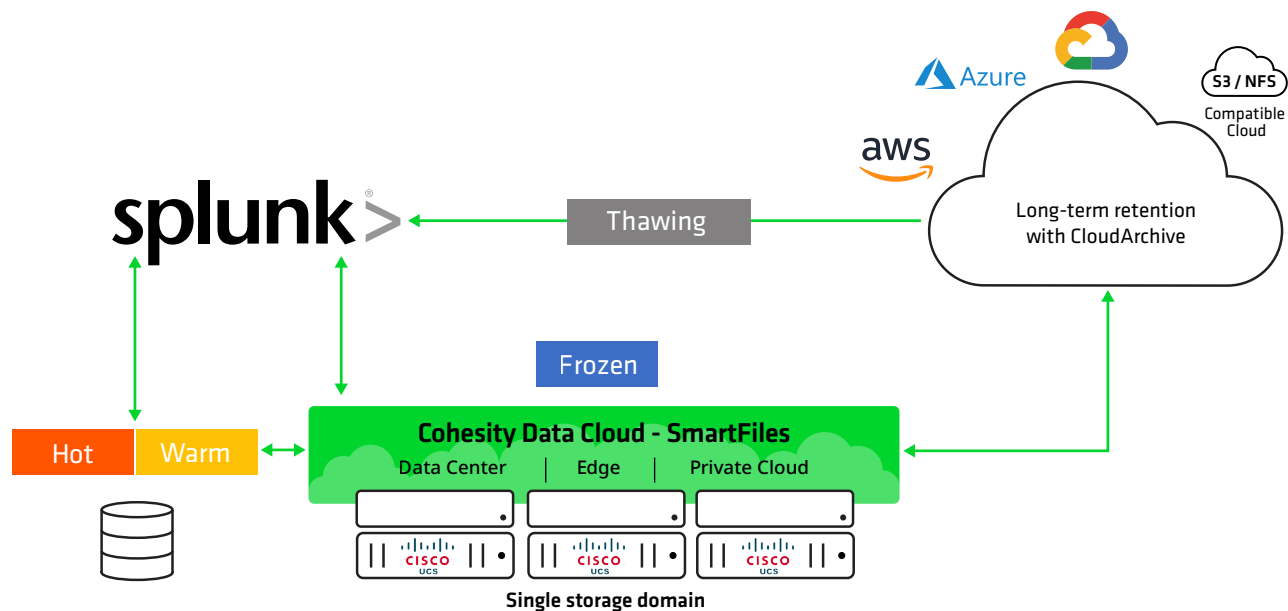 Azure
S3 / NFS
Compatible
Cloud
aws
splunk>®
Thawing
Long-term retention
with CloudArchive
Frozen
Hot
Warm
Cohesity Data Cloud - SmartFiles
Data Center | Edge | Private Cloud
CISCO
UCS
CISCO
UCS
CISCO
UCS
Single storage domain